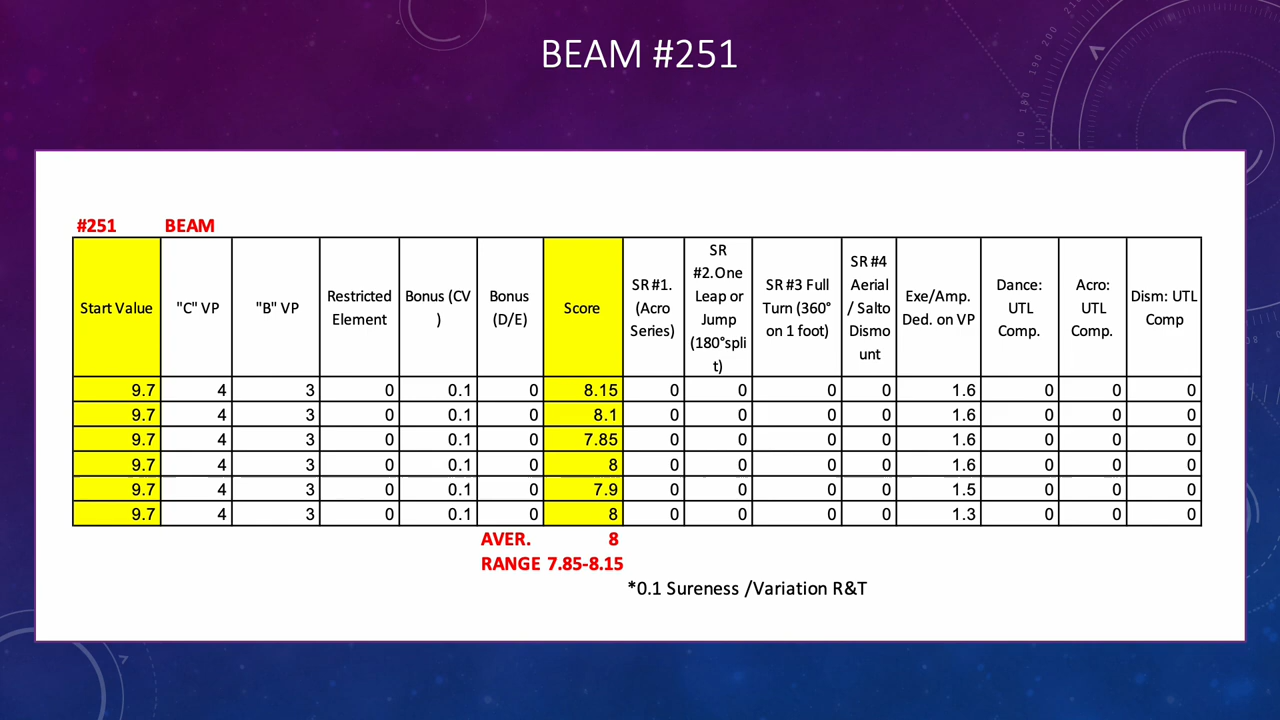 BEAM #251
#251 BEAM
Start Value "C" VP "B" VP Restricted Element Bonus (CV ) Bonus (D/E) Score SR #1. (Acro Series) SR #2.One Leap or Jump (180°split) SR #3 Full Turn (360° on 1 foot) SR #4 Aerial / Salto Dismount Exe/Amp. Ded. on VP Dance: UTL Comp. Acro: UTL Comp. Dism: UTL Comp
9.7 4 3 0 0.1 0 8.15 0 0 0 0 1.6 0 0 0
9.7 4 3 0 0.1 0 8.1 0 0 0 0 1.6 0 0 0
9.7 4 3 0 0.1 0 7.85 0 0 0 0 1.6 0 0 0
9.7 4 3 0 0.1 0 8 0 0 0 0 1.6 0 0 0
9.7 4 3 0 0.1 0 7.9 0 0 0 0 1.5 0 0 0
9.7 4 3 0 0.1 0 8 0 0 0 0 1.3 0 0 0
AVER. 8
RANGE 7.85-8.15
*0.1 Sureness /Variation R&T